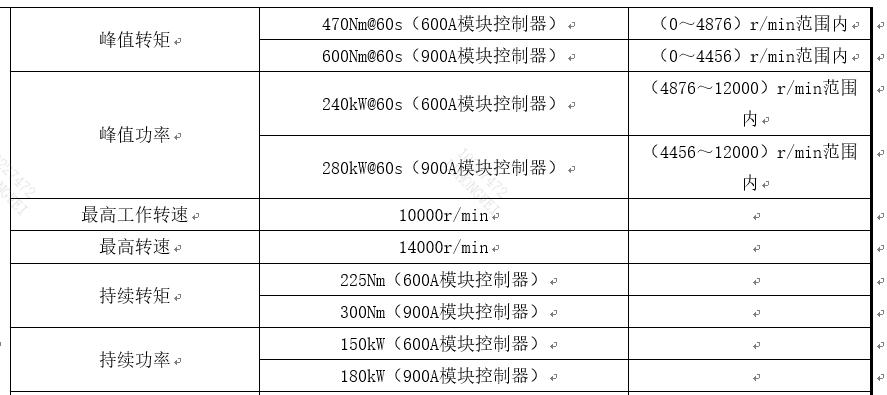 峰值转矩
470Nm@60s（600A模块控制器）
（0～4876）r/min范围内
600Nm@60s（900A模块控制器）
（0～4456）r/min范围内
峰值功率
240kW@60s（600A模块控制器）
（4876～12000）r/min范围
内
280kW@60s（900A模块控制器）
（4456～12000）r/min范围
内
最高工作转速
10000r/min
最高转速
14000r/min
持续转矩
225Nm（600A模块控制器）
300Nm（900A模块控制器）
持续功率
150kW（600A模块控制器）
180kW（900A模块控制器）